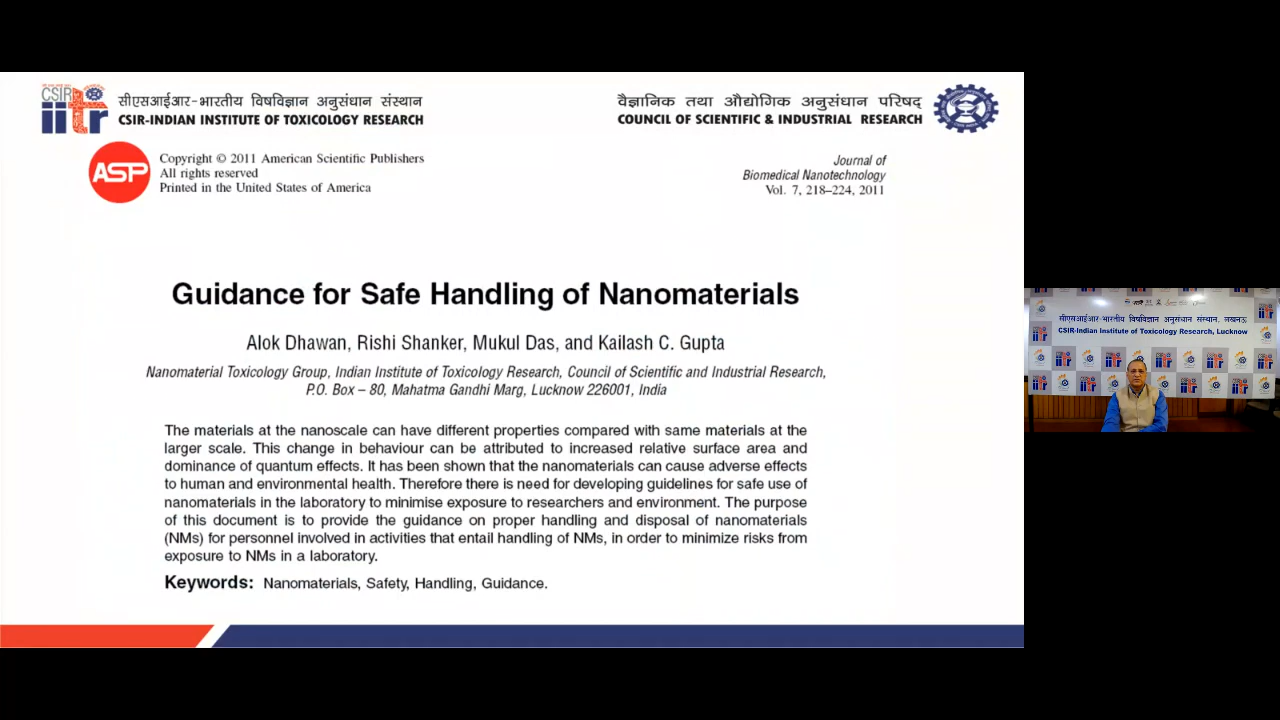 CSIR
iitr
सीएसआईआर-भारतीय विषविज्ञान अनुसंधान संस्थान
CSIR-INDIAN INSTITUTE OF TOXICOLOGY RESEARCH
वैज्ञानिक तथा औद्योगिक अनुसंधान परिषद्
COUNCIL OF SCIENTIFIC & INDUSTRIAL RESEARCH
ASP
Copyright © 2011 American Scientific Publishers
All rights reserved
Printed in the United States of America
Journal of
Biomedical Nanotechnology
Vol. 7, 218–224, 2011
Guidance for Safe Handling of Nanomaterials
Alok Dhawan, Rishi Shanker, Mukul Das, and Kailash C. Gupta
Nanomaterial Toxicology Group, Indian Institute of Toxicology Research, Council of Scientific and Industrial Research,
P.O. Box – 80, Mahatma Gandhi Marg, Lucknow 226001, India
The materials at the nanoscale can have different properties compared with same materials at the
larger scale. This change in behaviour can be attributed to increased relative surface area and
dominance of quantum effects. It has been shown that the nanomaterials can cause adverse effects
to human and environmental health. Therefore there is need for developing guidelines for safe use of
nanomaterials in the laboratory to minimise exposure to researchers and environment. The purpose
of this document is to provide the guidance on proper handling and disposal of nanomaterials
(NMs) for personnel involved in activities that entail handling of NMs, in order to minimize risks from
exposure to NMs in a laboratory.
Keywords: Nanomaterials, Safety, Handling, Guidance.
सीएसआईआर-भारतीय विषविज्ञान अनुसंधान संस्थान, लखनऊ
CSIR-Indian Institute of Toxicology Research, Lucknow